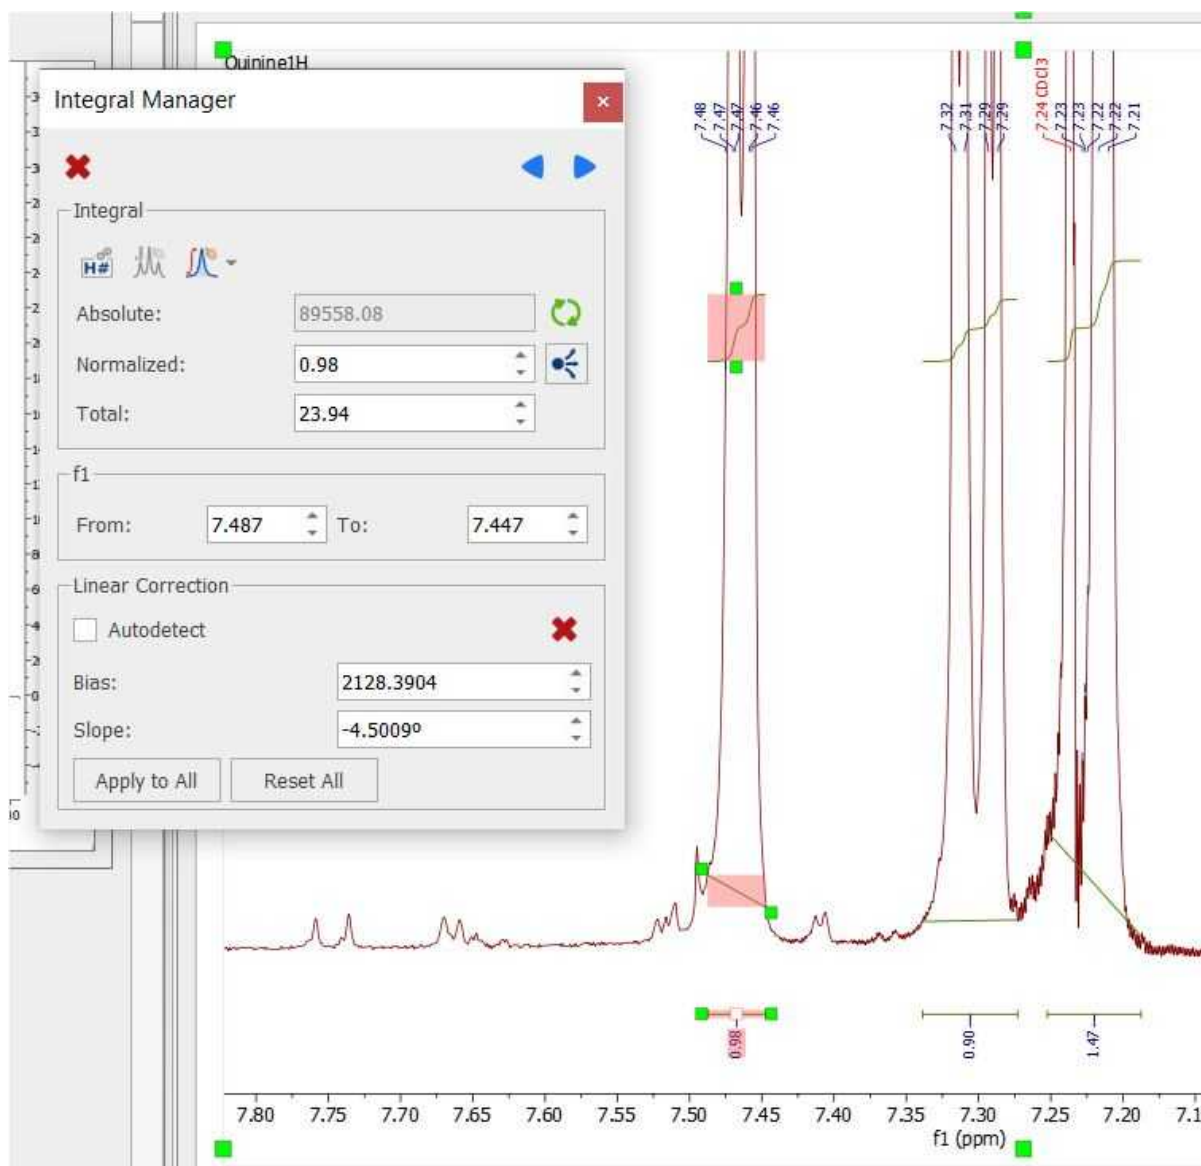 Quinine1H
Integral Manager
Integral
H#
Absolute: 89558.08
Normalized: 0.98
Total: 23.94
f1
From: 7.487 To: 7.447
Linear Correction
Autodetect
Bias: 2128.3904
Slope: -4.5009º
Apply to All Reset All
7.48 7.47 7.47 7.46 7.46 7.32 7.31 7.29 7.29 7.24 CDCl3 7.23 7.23 7.22 7.22 7.21
0.98 0.90 1.47
7.80 7.75 7.70 7.65 7.60 7.55 7.50 7.45 7.40 7.35 7.30 7.25 7.20 7.1
f1 (ppm)